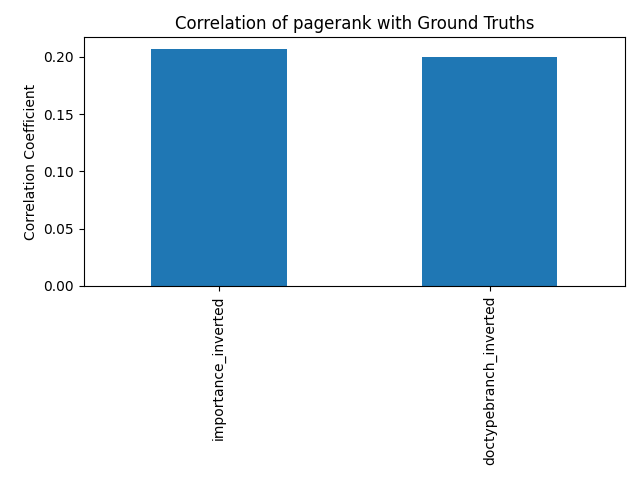 Correlation of pagerank with Ground Truths
Correlation Coefficient
0.20
0.15
0.10
0.05
0.00
importance_inverted
doctypebranch_inverted